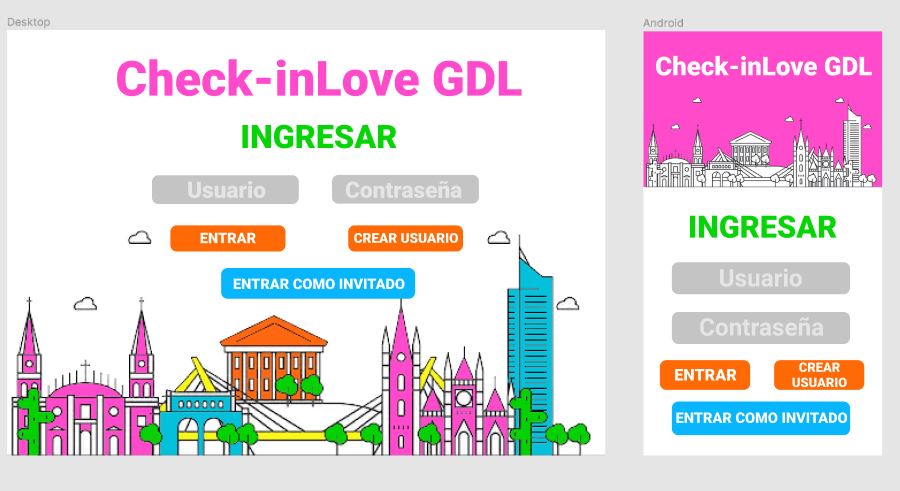 Desktop
Check-inLove GDL
INGRESAR
Usuario
Contraseña
ENTRAR
CREAR USUARIO
ENTRAR COMO INVITADO
Android
Check-inLove GDL
INGRESAR
Usuario
Contraseña
ENTRAR
CREAR
USUARIO
ENTRAR COMO INVITADO